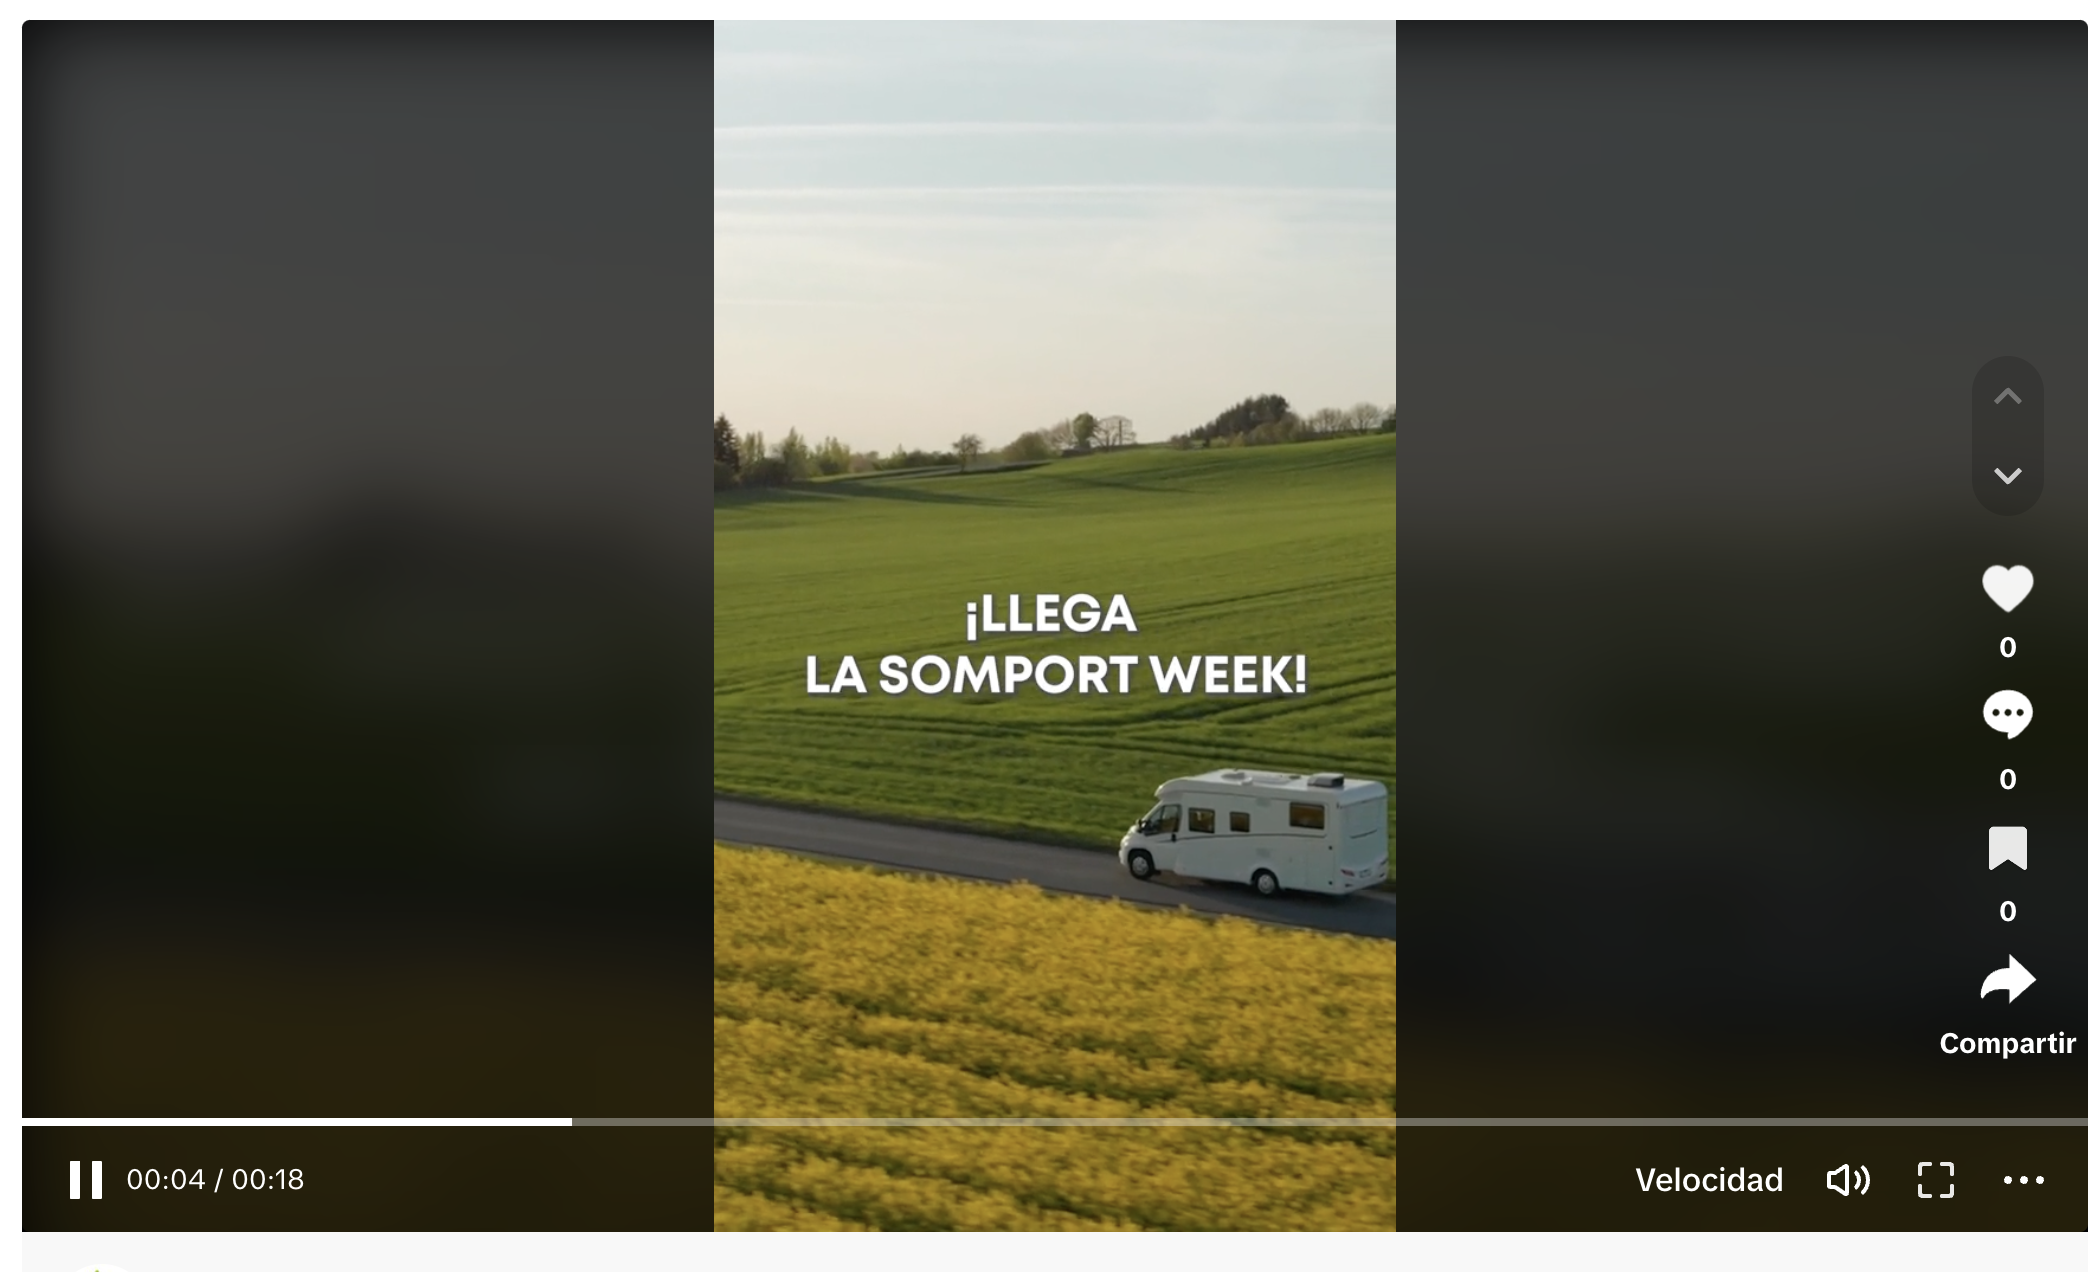 ¡LLEGA
LA SOMPORT WEEK!
0
0
0
Compartir
00:04 / 00:18
Velocidad